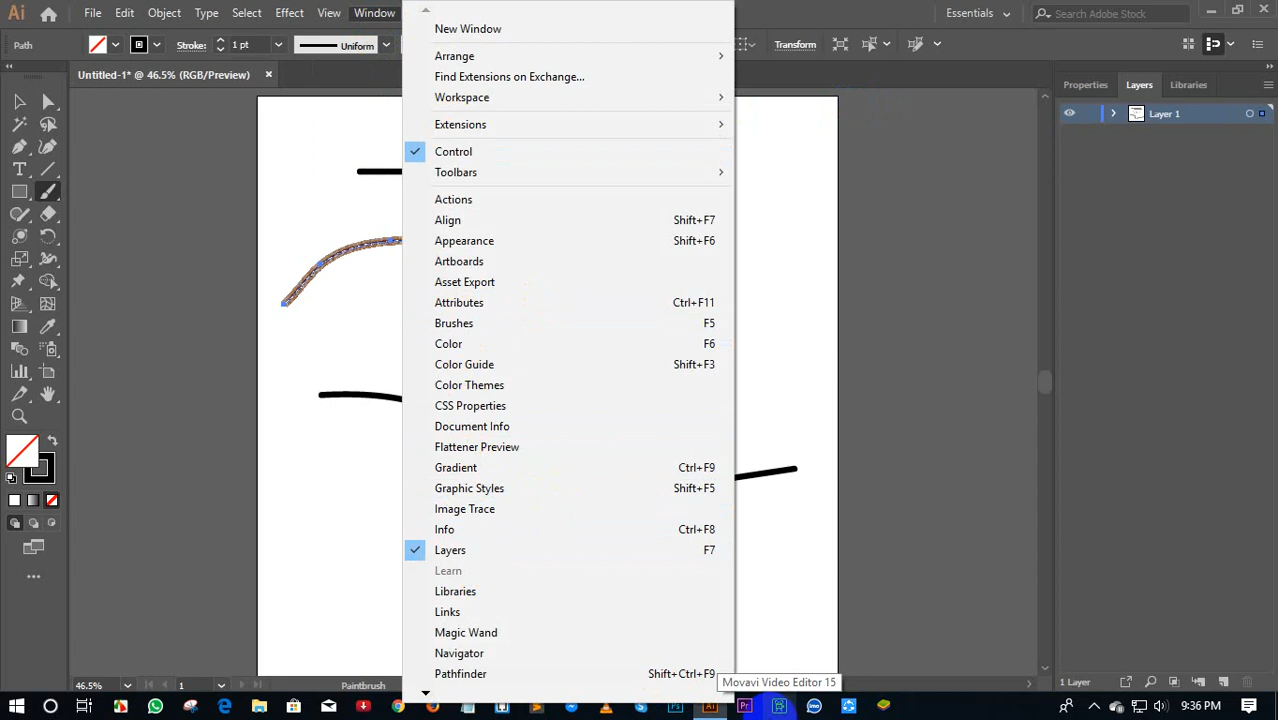 Ai File Edit Object Type Select Effect View Window Essentials Search Adobe Stock
Path Stroke: 1 pt Uniform Transform
Untitled-1* @ 46.5% (RGB/Preview)
Properties Layers Libraries
Layer 1
New Window
Arrange
Find Extensions on Exchange...
Workspace
Extensions
Control
Toolbars
Actions
Align Shift+F7
Appearance Shift+F6
Artboards
Asset Export
Attributes Ctrl+F11
Brushes F5
Color F6
Color Guide Shift+F3
Color Themes
CSS Properties
Document Info
Flattener Preview
Gradient Ctrl+F9
Graphic Styles Shift+F5
Image Trace
Info Ctrl+F8
Layers F7
Learn
Libraries
Links
Magic Wand
Navigator
Pathfinder Shift+Ctrl+F9
Movavi Video Editor 15
46.5% 1 Paintbrush 1 Layer
Ps Ai Pr 9:36 PM